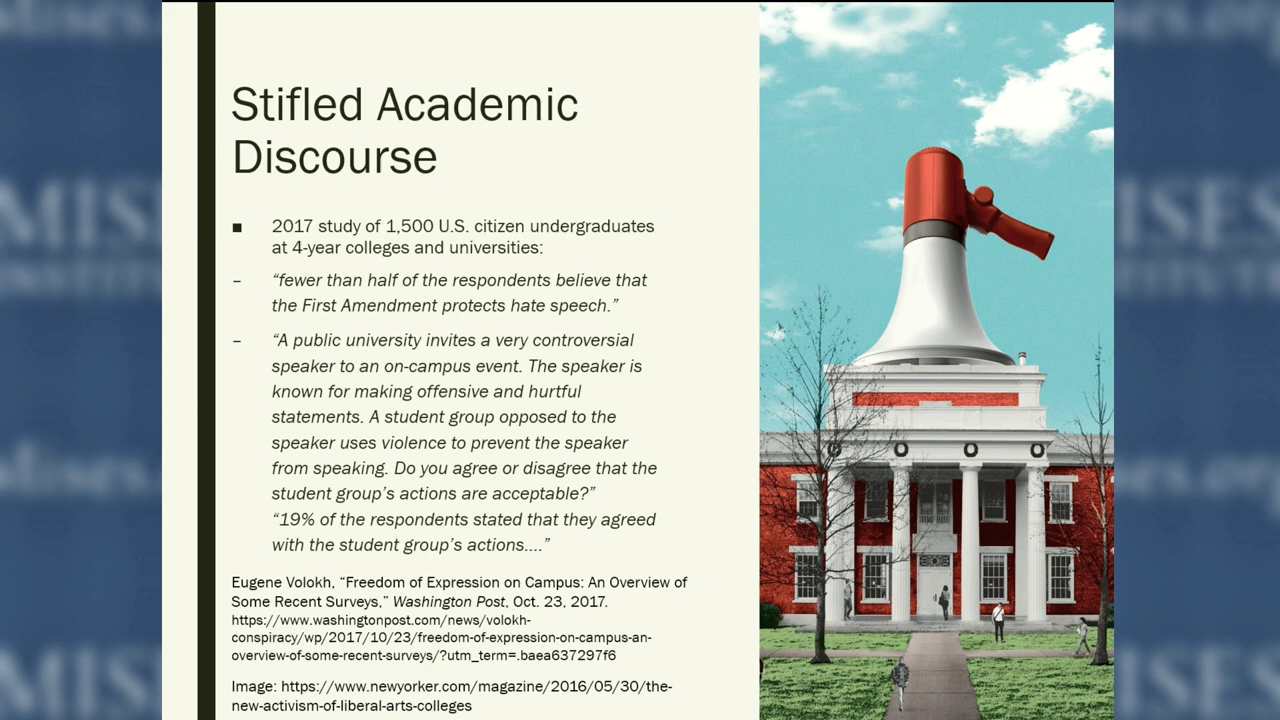 Stifled Academic
Discourse
■ 2017 study of 1,500 U.S. citizen undergraduates
at 4-year colleges and universities:
– “fewer than half of the respondents believe that
the First Amendment protects hate speech.”
– “A public university invites a very controversial
speaker to an on-campus event. The speaker is
known for making offensive and hurtful
statements. A student group opposed to the
speaker uses violence to prevent the speaker
from speaking. Do you agree or disagree that the
student group’s actions are acceptable?”
“19% of the respondents stated that they agreed
with the student group’s actions....”
Eugene Volokh, “Freedom of Expression on Campus: An Overview of
Some Recent Surveys,” Washington Post, Oct. 23, 2017.
https://www.washingtonpost.com/news/volokh-
conspiracy/wp/2017/10/23/freedom-of-expression-on-campus-an-
overview-of-some-recent-surveys/?utm_term=.baea637297f6
Image: https://www.newyorker.com/magazine/2016/05/30/the-
new-activism-of-liberal-arts-colleges